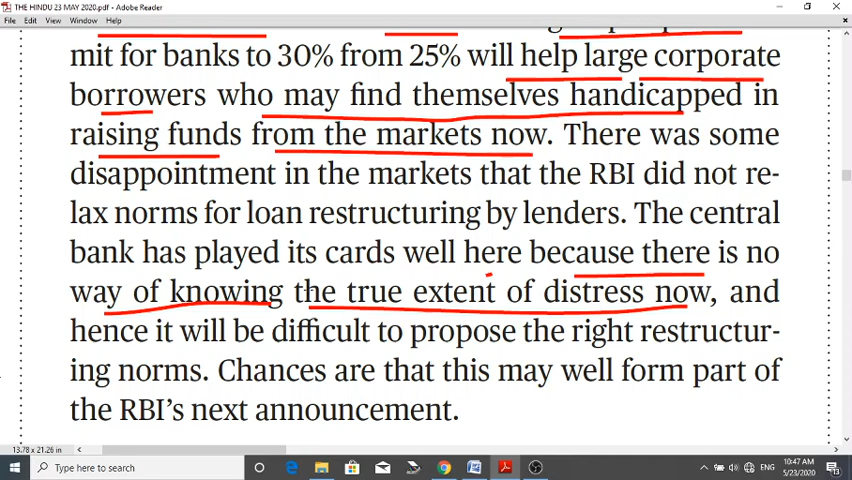 THE HINDU 23 MAY 2020.pdf - Adobe Reader
File Edit View Window Help
mit for banks to 30% from 25% will help large corporate
borrowers who may find themselves handicapped in
raising funds from the markets now. There was some
disappointment in the markets that the RBI did not re-
lax norms for loan restructuring by lenders. The central
bank has played its cards well here because there is no
way of knowing the true extent of distress now, and
hence it will be difficult to propose the right restructur-
ing norms. Chances are that this may well form part of
the RBI's next announcement.
13.78 x 21.26 in
Type here to search
ENG
10:47 AM
5/23/2020
13